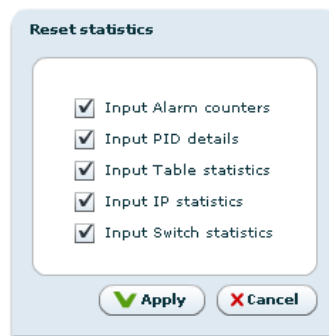 Reset statistics
Input Alarm counters
Input PID details
Input Table statistics
Input IP statistics
Input Switch statistics
Apply Cancel